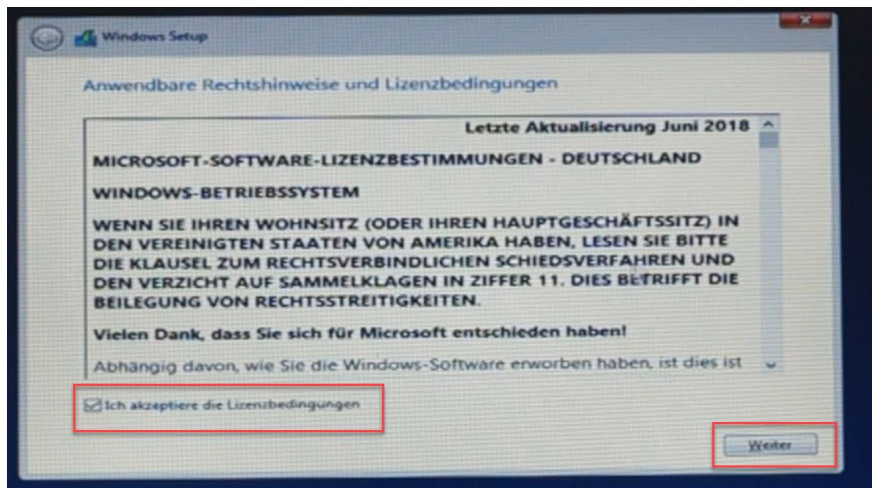 Windows Setup
Anwendbare Rechtshinweise und Lizenzbedingungen
Letzte Aktualisierung Juni 2018
MICROSOFT-SOFTWARE-LIZENZBESTIMMUNGEN - DEUTSCHLAND
WINDOWS-BETRIEBSSYSTEM
WENN SIE IHREN WOHNSITZ (ODER IHREN HAUPTGESCHÄFTSSITZ) IN
DEN VEREINIGTEN STAATEN VON AMERIKA HABEN, LESEN SIE BITTE
DIE KLAUSEL ZUM RECHTSVERBINDLICHEN SCHIEDSVERFAHREN UND
DEN VERZICHT AUF SAMMELKLAGEN IN ZIFFER 11. DIES BETRIFFT DIE
BEILEGUNG VON RECHTSSTREITIGKEITEN.
Vielen Dank, dass Sie sich für Microsoft entschieden haben!
Abhängig davon, wie Sie die Windows-Software erworben haben, ist dies ist
Ich akzeptiere die Lizenzbedingungen
Weiter